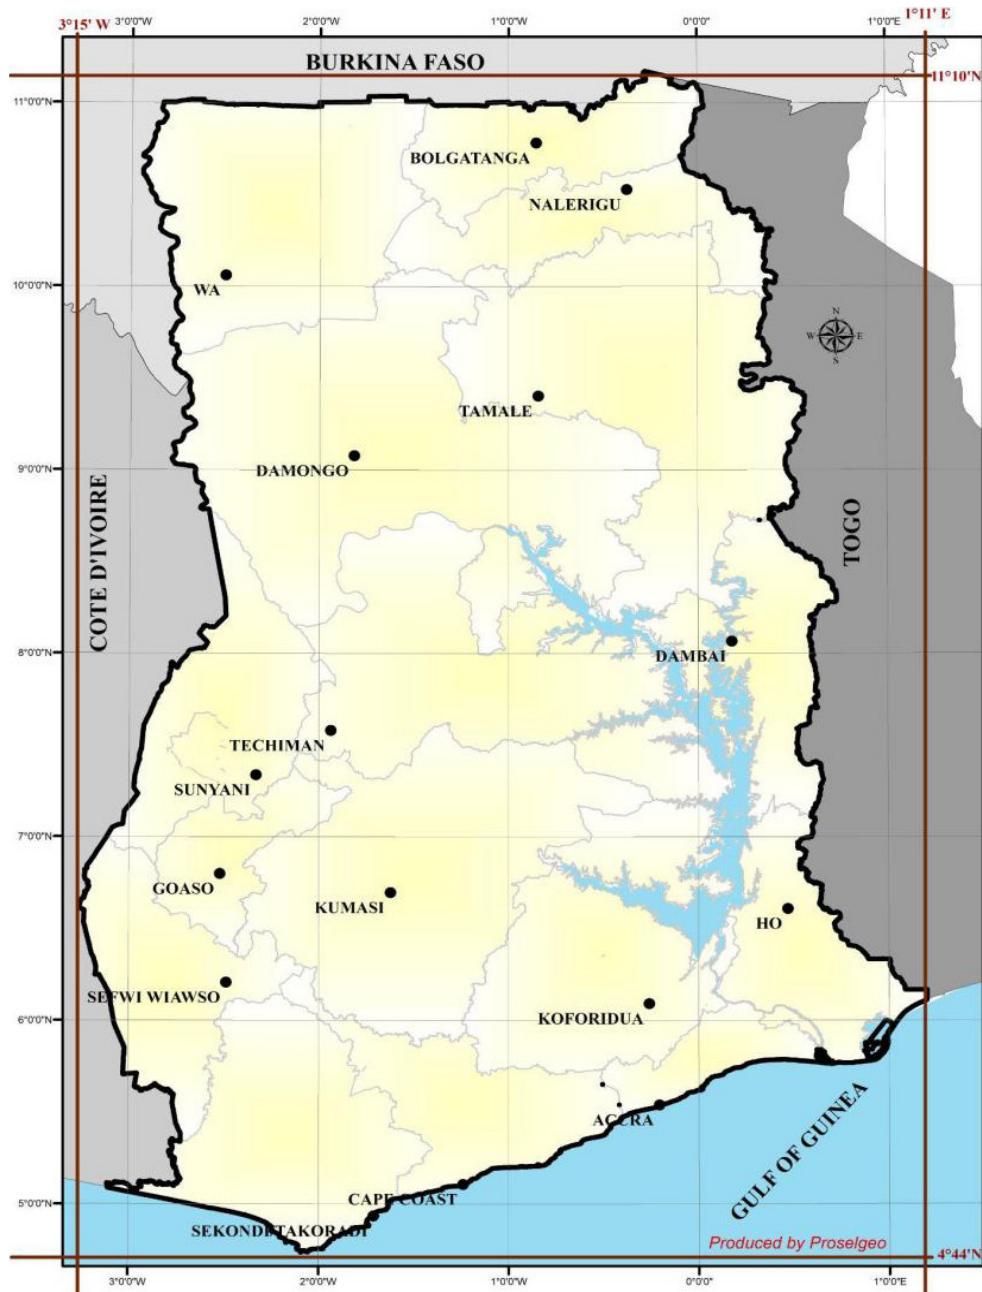 3°15' W
3°0'0"W
2°0'0"W
1°0'0"W
0°0'0"
1°0'0"E
1°11' E
BURKINA FASO
11°10'N
11°0'0"N
BOLGATANGA
NALERIGU
WA
10°0'0"N
N
W
E
S
TAMALE
DAMONGO
9°0'0"N
COTE D'IVOIRE
TOGO
8°0'0"N
DAMBAI
TECHIMAN
SUNYANI
7°0'0"N
GOASO
KUMASI
HO
SEFWI WIAWSO
6°0'0"N
KOFORIDUA
ACCRA
GULF OF GUINEA
5°0'0"N
CAPE COAST
SEKONDETAKORADI
Produced by Proselgeo
4°44'N
3°0'0"W
2°0'0"W
1°0'0"W
0°0'0"
1°0'0"E